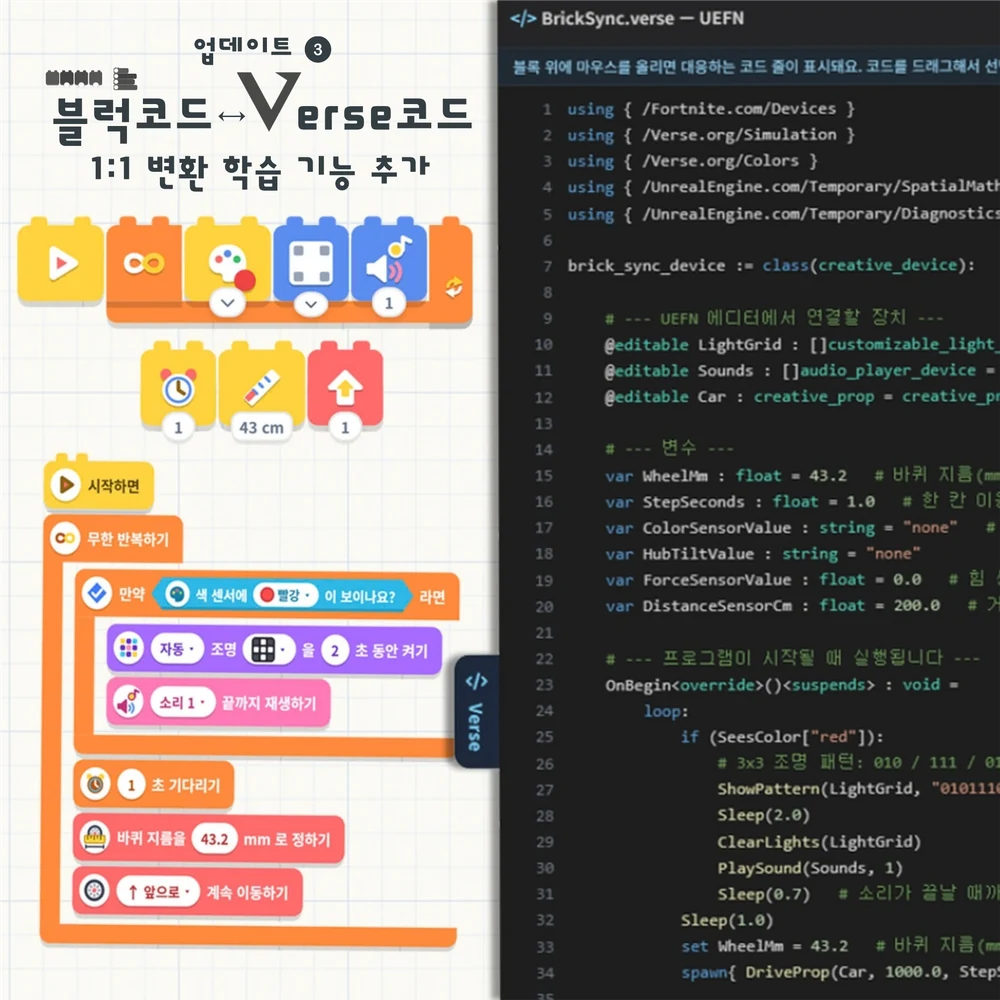 업데이트 3
블럭코드↔Verse코드
1:1 변환 학습 기능 추가
1
1
43 cm
1
시작하면
무한 반복하기
만약 색 센서에 빨강 이 보이나요? 라면
자동 조명 을 2 초 동안 켜기
소리 1 끝까지 재생하기
1 초 기다리기
바퀴 지름을 43.2 mm 로 정하기
↑ 앞으로 계속 이동하기
</> Verse
</> BrickSync.verse — UEFN
블록 위에 마우스를 올리면 대응하는 코드 줄이 표시돼요. 코드를 드래그해서
1 using { /Fortnite.com/Devices }
2 using { /Verse.org/Simulation }
3 using { /Verse.org/Colors }
4 using { /UnrealEngine.com/Temporary/SpatialMath
5 using { /UnrealEngine.com/Temporary/Diagnostics
6
7 brick_sync_device := class(creative_device):
8
9 # --- UEFN 에디터에서 연결할 장치 ---
10 @editable LightGrid : []customizable_light_
11 @editable Sounds : []audio_player_device =
12 @editable Car : creative_prop = creative_pr
13
14 # --- 변수 ---
15 var WheelMm : float = 43.2 # 바퀴 지름(mm
16 var StepSeconds : float = 1.0 # 한 칸
17 var ColorSensorValue : string = "none" #
18 var HubTiltValue : string = "none"
19 var ForceSensorValue : float = 0.0 # 힘
20 var DistanceSensorCm : float = 200.0 #
21
22 # --- 프로그램이 시작될 때 실행됩니다 ---
23 OnBegin<override>()<suspends> : void =
24 loop:
25 if (SeesColor["red"]):
26 # 3x3 조명 패턴: 010 / 111 / 01
27 ShowPattern(LightGrid, "0101110
28 Sleep(2.0)
29 ClearLights(LightGrid)
30 PlaySound(Sounds, 1)
31 Sleep(0.7) # 소리가 끝날 때까
32 Sleep(1.0)
33 set WheelMm = 43.2 # 바퀴 지름(mm
34 spawn{ DriveProp(Car, 1000.0, StepS
35